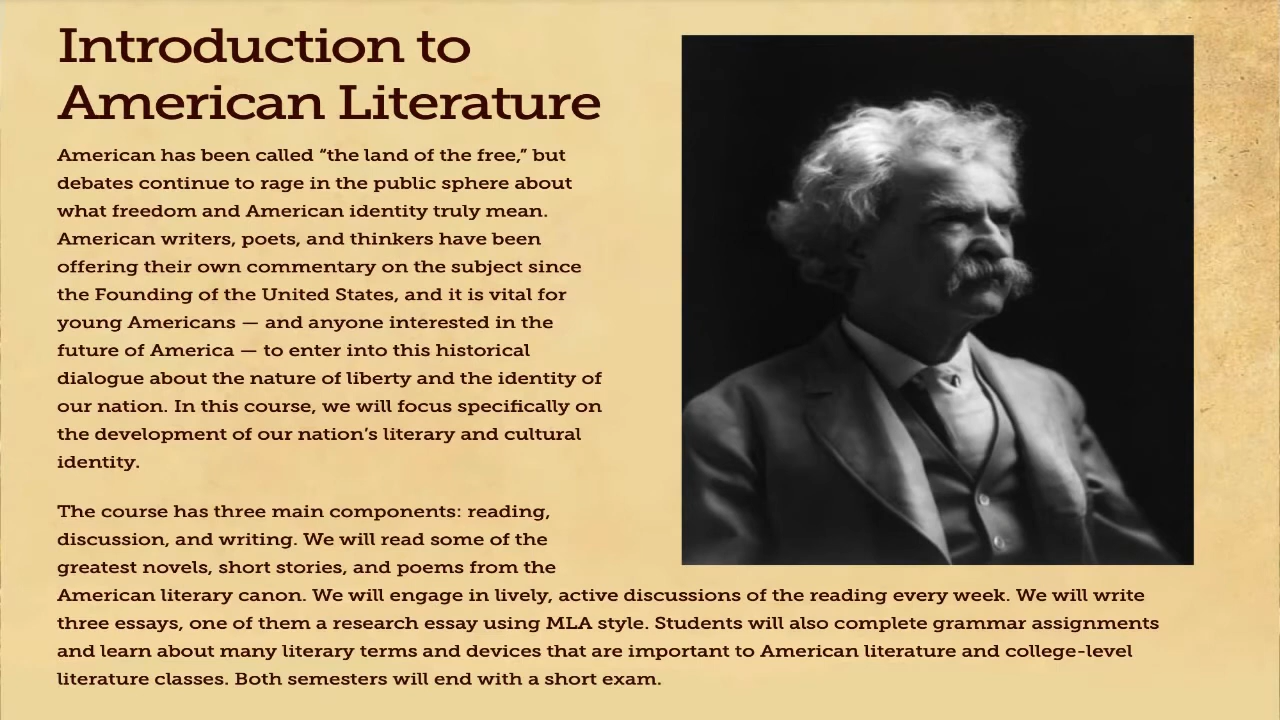 Introduction to
American Literature
American has been called “the land of the free,” but
debates continue to rage in the public sphere about
what freedom and American identity truly mean.
American writers, poets, and thinkers have been
offering their own commentary on the subject since
the Founding of the United States, and it is vital for
young Americans — and anyone interested in the
future of America — to enter into this historical
dialogue about the nature of liberty and the identity of
our nation. In this course, we will focus specifically on
the development of our nation’s literary and cultural
identity.
The course has three main components: reading,
discussion, and writing. We will read some of the
greatest novels, short stories, and poems from the
American literary canon. We will engage in lively, active discussions of the reading every week. We will write
three essays, one of them a research essay using MLA style. Students will also complete grammar assignments
and learn about many literary terms and devices that are important to American literature and college-level
literature classes. Both semesters will end with a short exam.